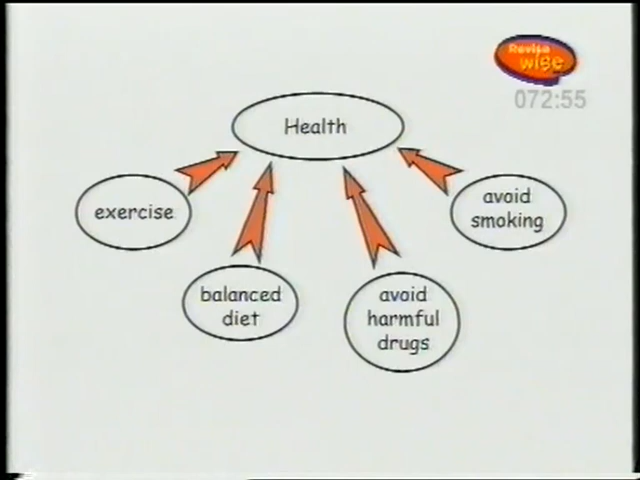 Revise
wise
072:55
Health
exercise
avoid
smoking
balanced
diet
avoid
harmful
drugs